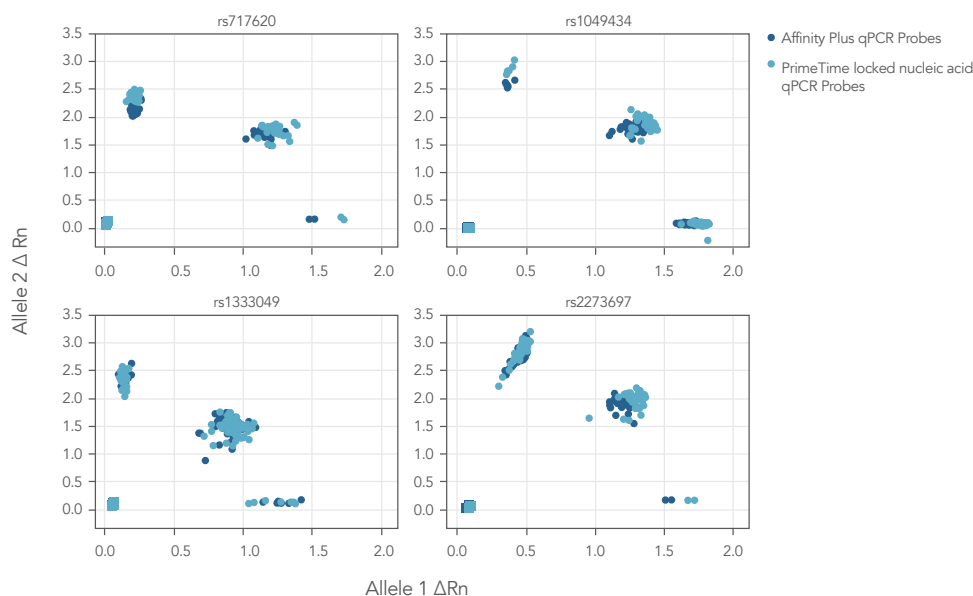 rs717620
rs1049434
3.5
3.0
2.5
2.0
1.5
1.0
0.5
0.0
0.0 0.5 1.0 1.5 2.0
3.5
3.0
2.5
2.0
1.5
1.0
0.5
0.0
0.0 0.5 1.0 1.5 2.0
Affinity Plus qPCR Probes
PrimeTime locked nucleic acid
qPCR Probes
Allele 2 Δ Rn
rs1333049
rs2273697
3.5
3.0
2.5
2.0
1.5
1.0
0.5
0.0
0.0 0.5 1.0 1.5 2.0
3.5
3.0
2.5
2.0
1.5
1.0
0.5
0.0
0.0 0.5 1.0 1.5 2.0
Allele 1 ΔRn